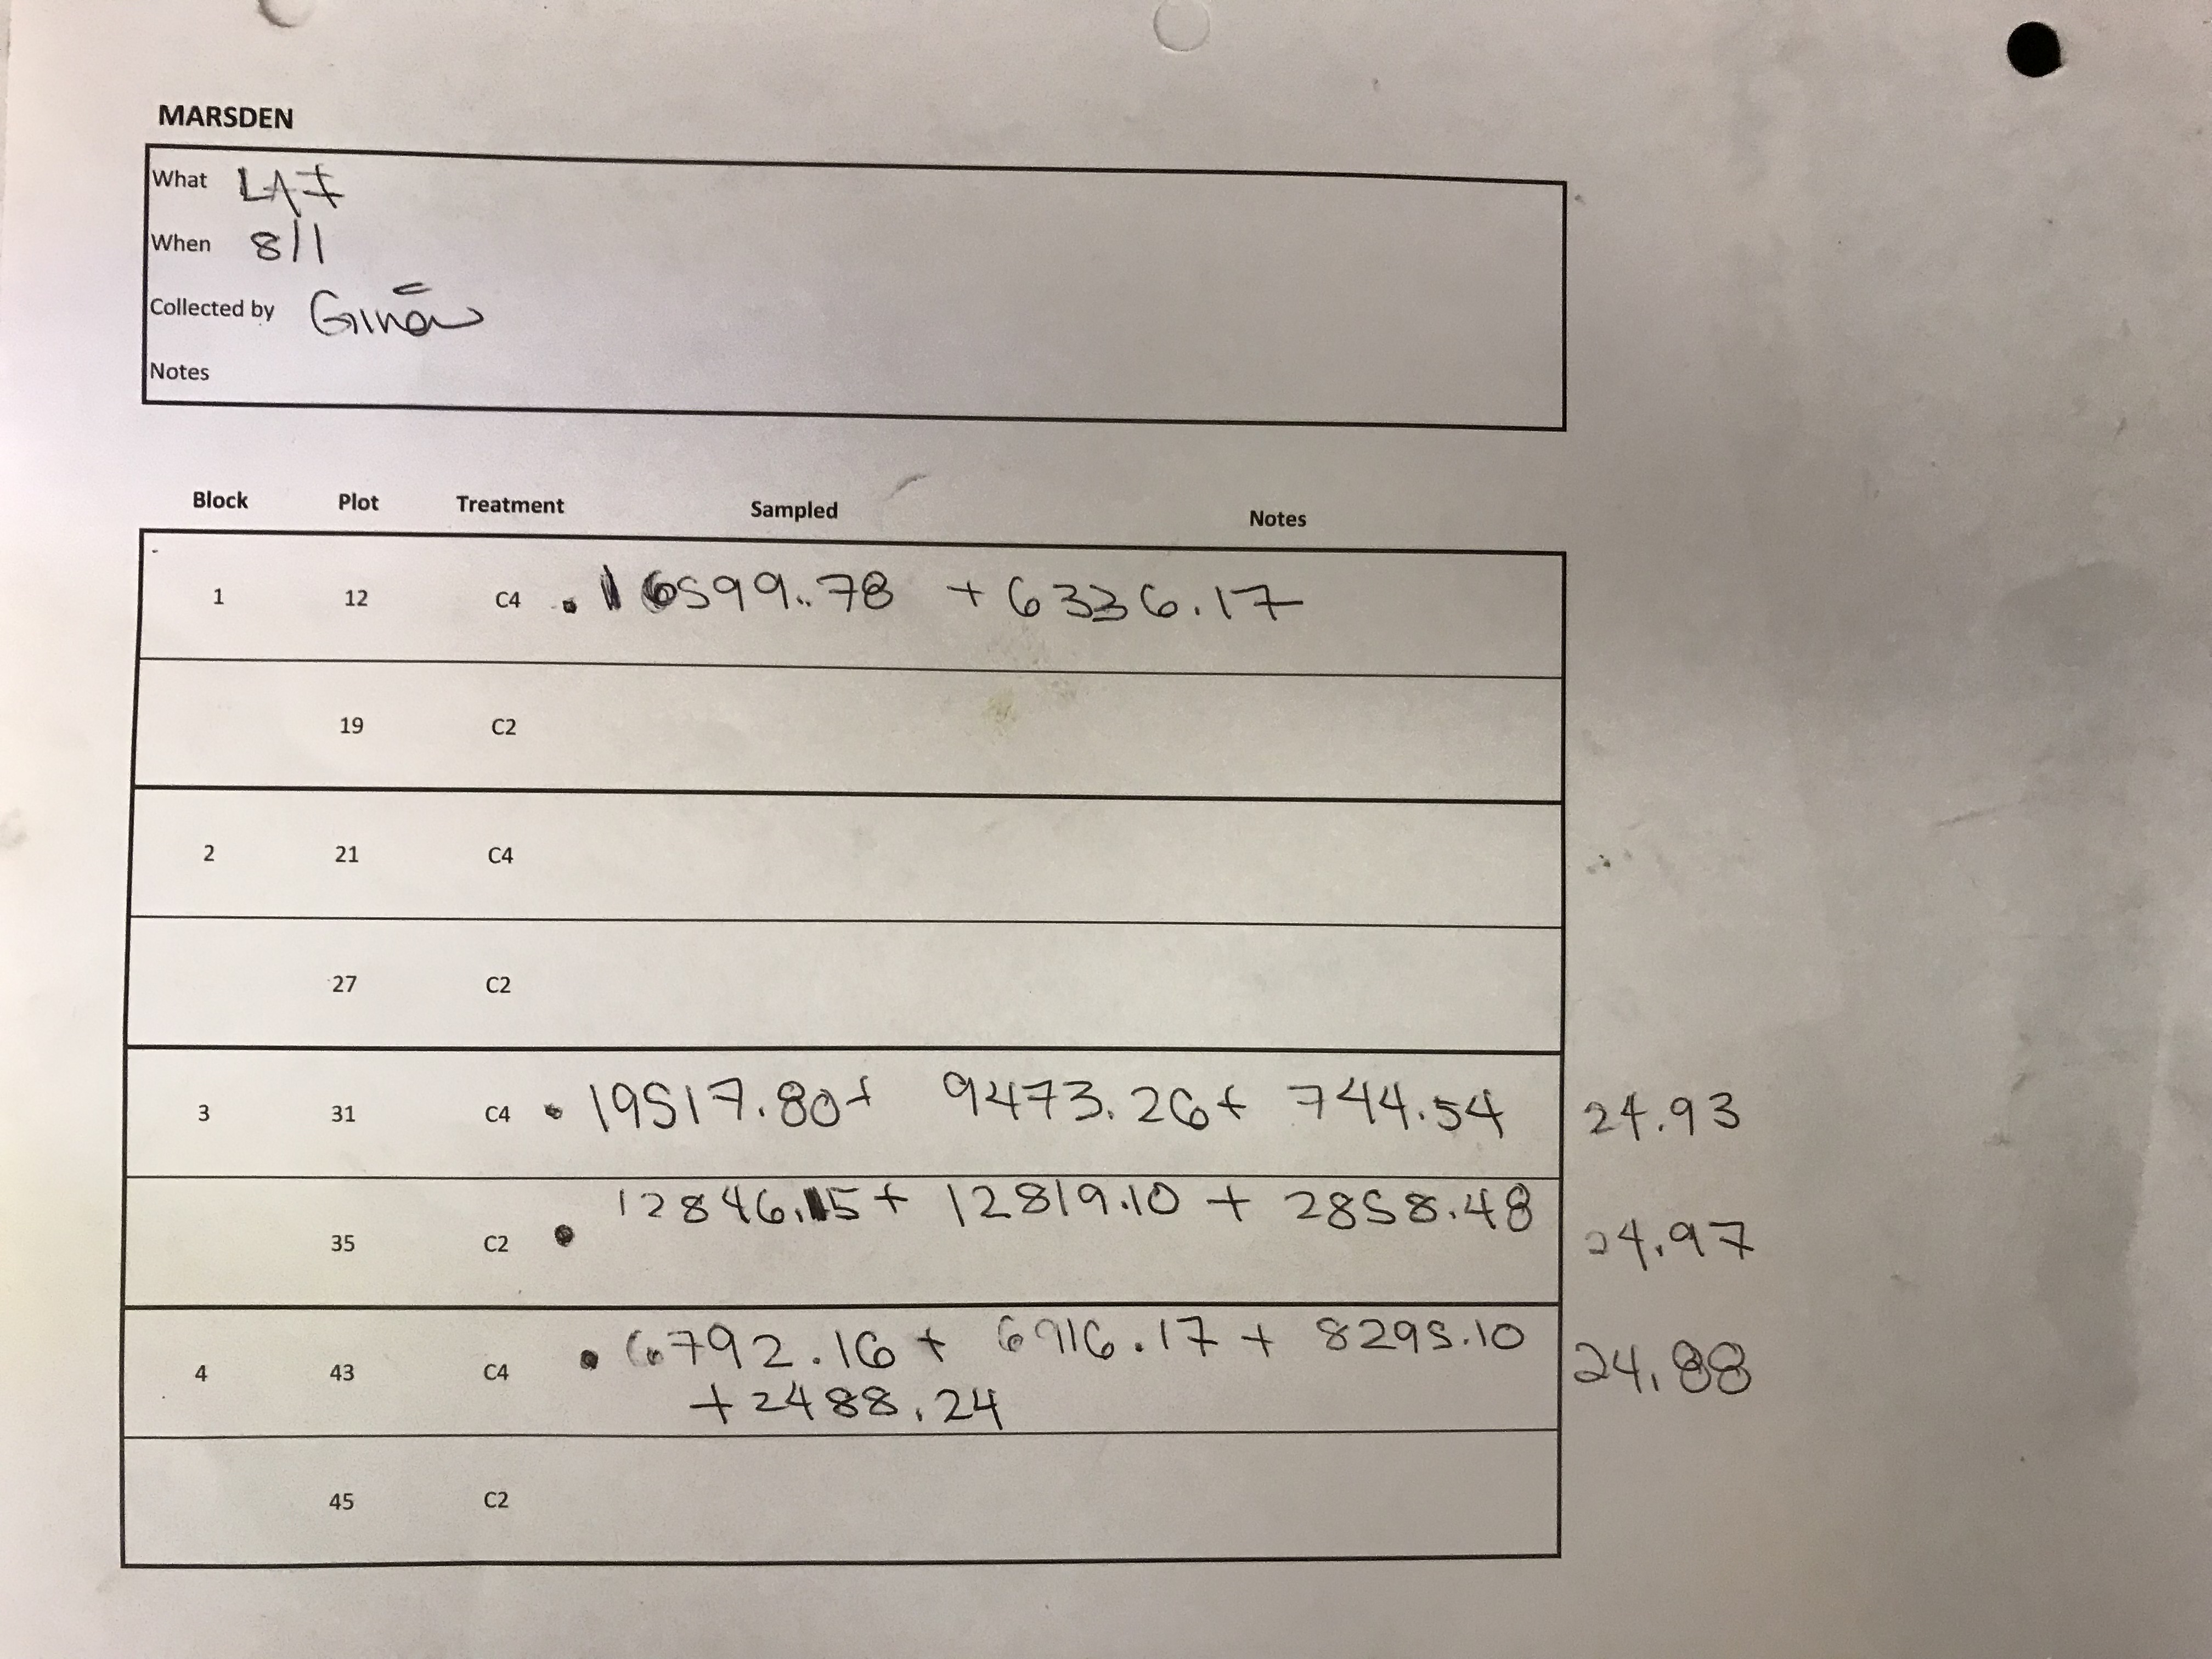 MARSDEN
What LAI
When 8/1
Collected by Gina
Notes
Block Plot Treatment Sampled Notes
1 12 C4 • 16599.78 + 6336.17
19 C2
2 21 C4
27 C2
3 31 C4 • 19517.80+ 9473.26+ 744.54 24.93
35 C2 • 12846.15+ 12819.10 + 2858.48 24.97
4 43 C4 • 6792.16 + 6916.17 + 8295.10 24.88
+2488.24
45 C2